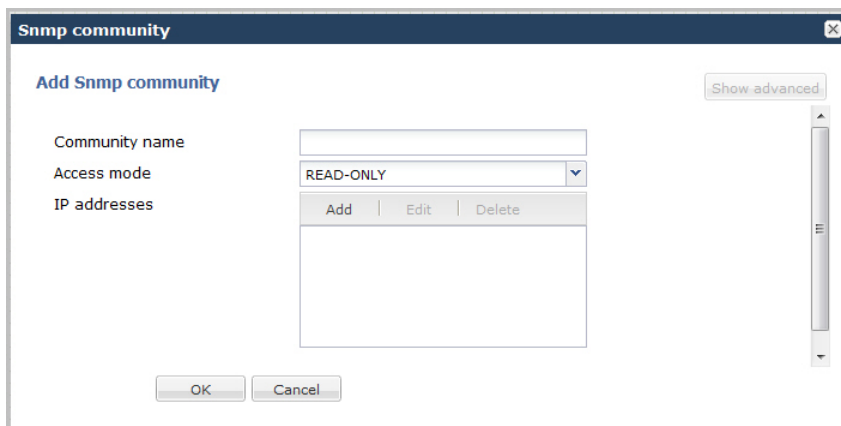 Snmp community
Add Snmp community
Show advanced
Community name
Access mode
READ-ONLY
IP addresses
Add
Edit
Delete
OK
Cancel